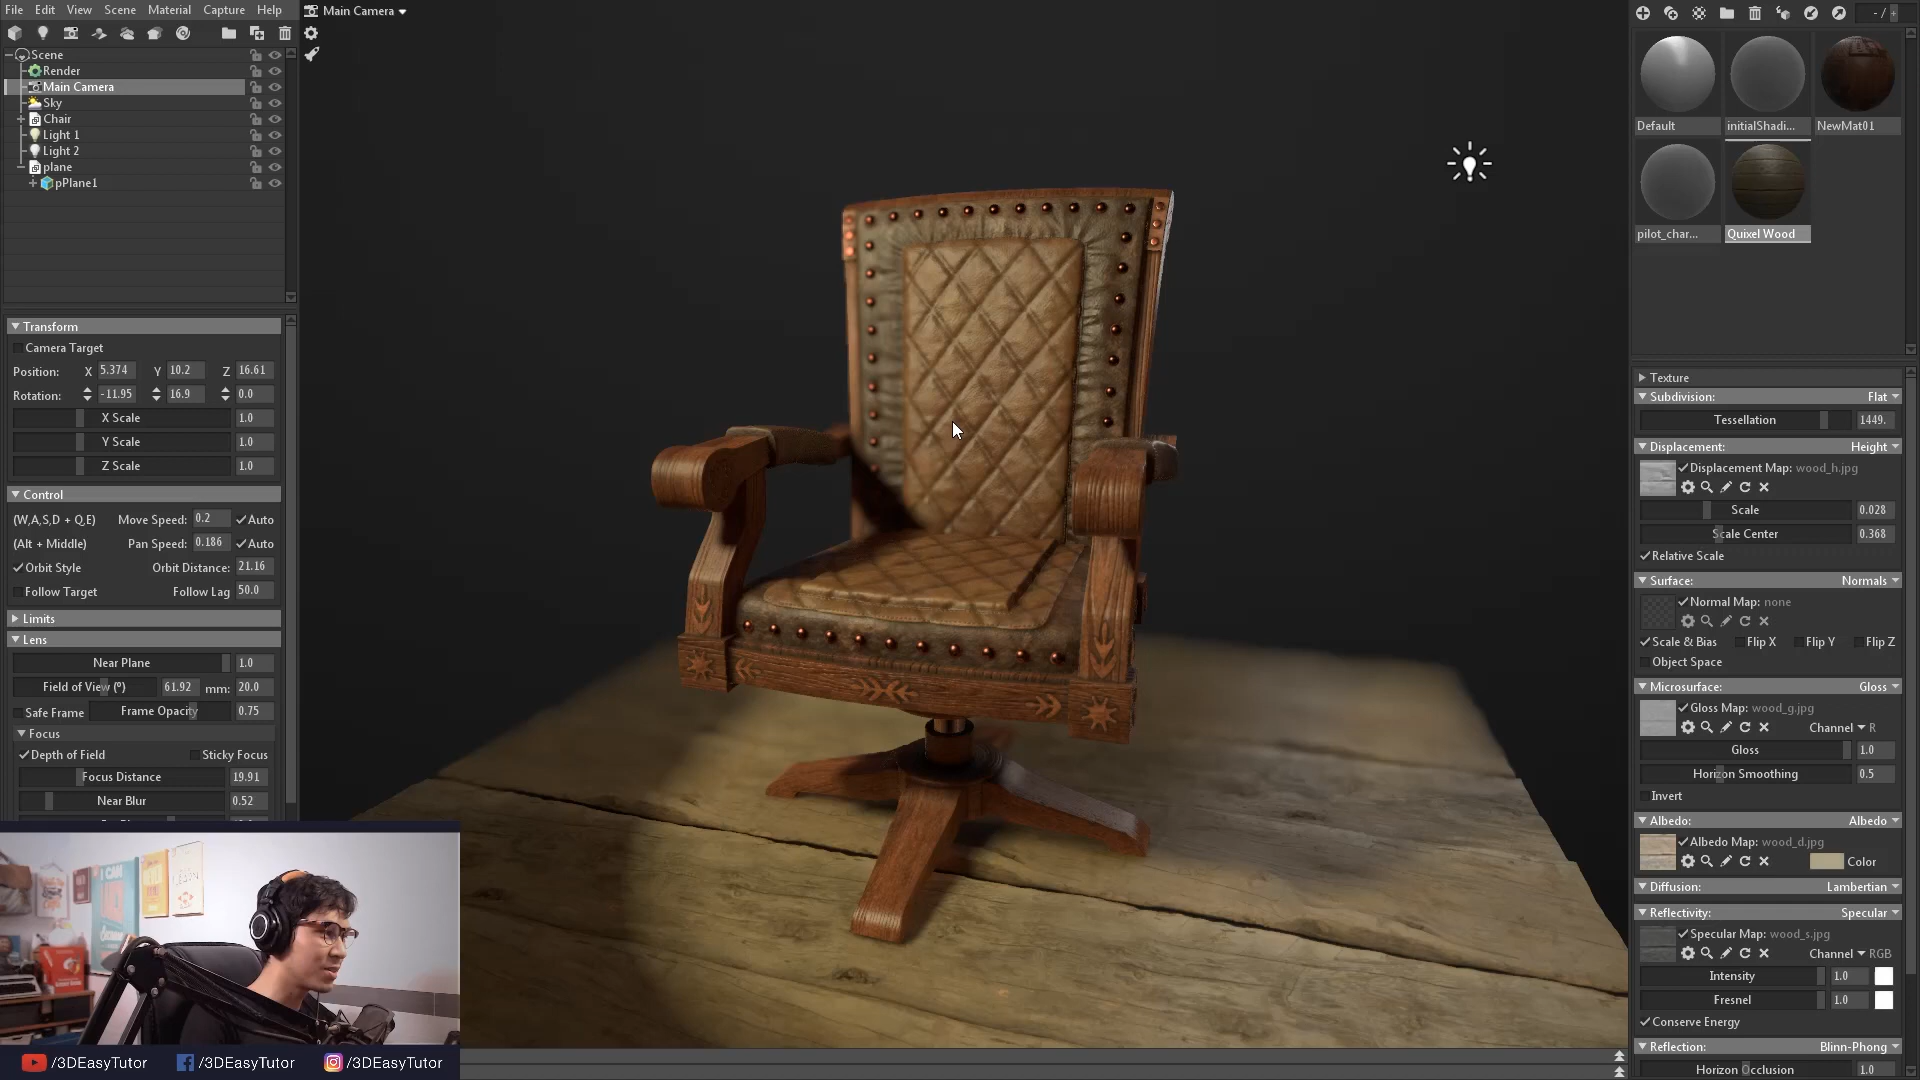 File Edit View Scene Material Capture Help
Main Camera
- /
Scene
Render
Main Camera
Sky
Chair
Light 1
Light 2
plane
pPlane1
Default
initialShadi...
NewMat01
pilot_char...
Quixel Wood
Transform
Camera Target
Position: X 5.374 Y 10.2 Z 16.61
Rotation: -11.95 16.9 0.0
X Scale 1.0
Y Scale 1.0
Z Scale 1.0
Control
(W,A,S,D + Q,E) Move Speed: 0.2 Auto
(Alt + Middle) Pan Speed: 0.186 Auto
Orbit Style Orbit Distance: 21.16
Follow Target Follow Lag 50.0
Limits
Lens
Near Plane 1.0
Field of View (º) 61.92 mm: 20.0
Safe Frame Frame Opacity 0.75
Focus
Depth of Field Sticky Focus
Focus Distance 19.91
Near Blur 0.52
Texture
Subdivision: Flat
Tessellation 1449.
Displacement: Height
Displacement Map: wood_h.jpg
Scale 0.028
Scale Center 0.368
Relative Scale
Surface: Normals
Normal Map: none
Scale & Bias Flip X Flip Y Flip Z
Object Space
Microsurface: Gloss
Gloss Map: wood_g.jpg
Channel R
Gloss 1.0
Horizon Smoothing 0.5
Invert
Albedo: Albedo
Albedo Map: wood_d.jpg
Color
Diffusion: Lambertian
Reflectivity: Specular
Specular Map: wood_s.jpg
Channel RGB
Intensity 1.0
Fresnel 1.0
Conserve Energy
Reflection: Blinn-Phong
Horizon Occlusion 1.0
I CAN
/3DEasyTutor /3DEasyTutor /3DEasyTutor